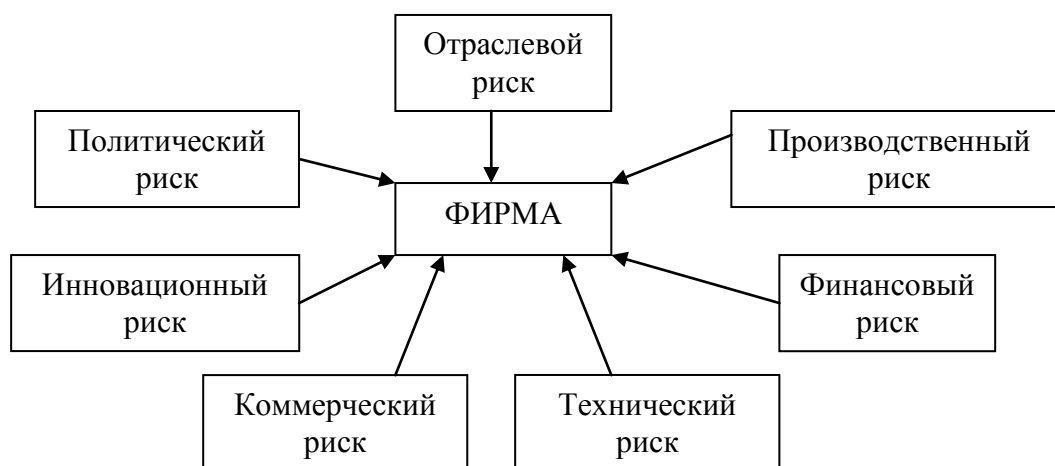 Отраслевой
риск
Политический
риск
Производственный
риск
ФИРМА
Инновационный
риск
Финансовый
риск
Коммерческий
риск
Технический
риск